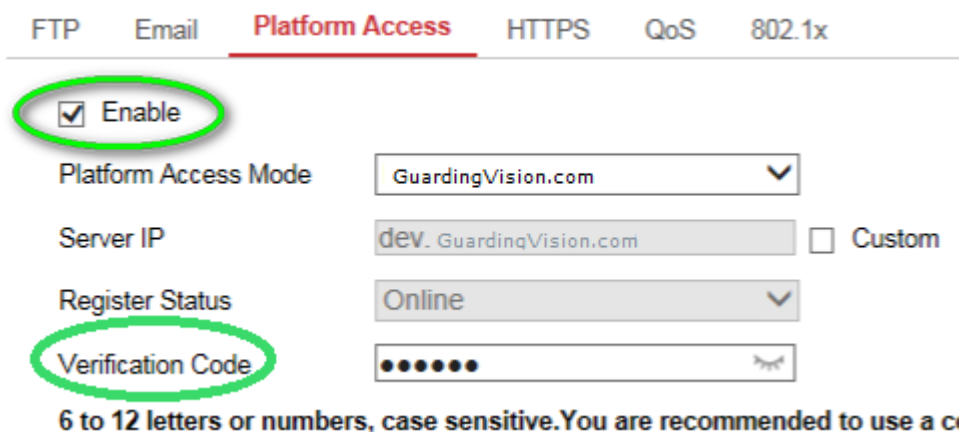 FTP Email Platform Access HTTPS QoS 802.1x
Enable
Platform Access Mode GuardingVision.com
Server IP dev. GuardingVision.com Custom
Register Status Online
Verification Code ●●●●●●
6 to 12 letters or numbers, case sensitive.You are recommended to use a